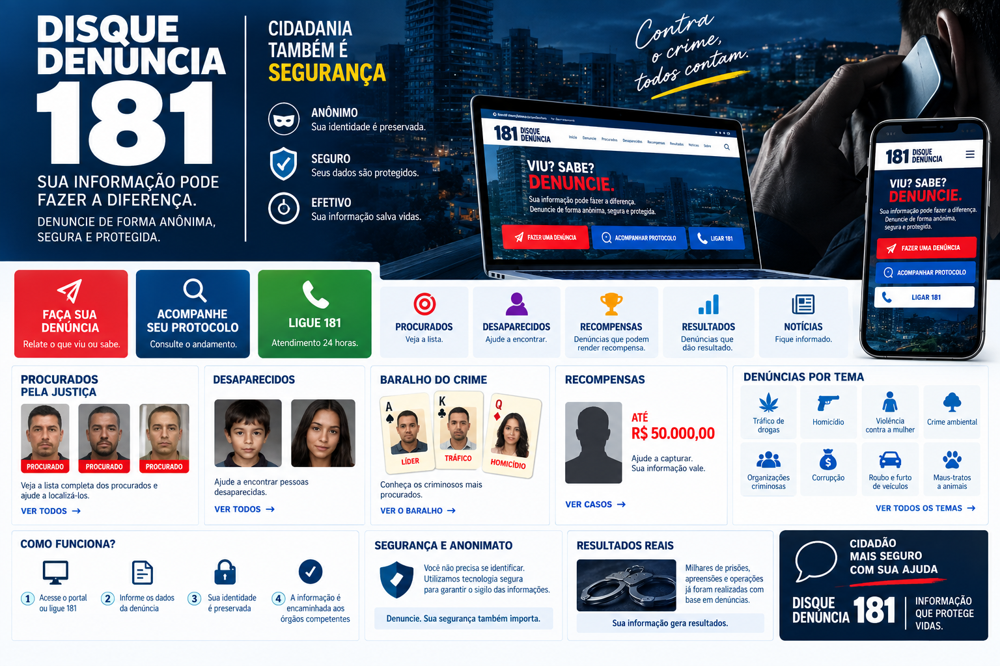 DISQUE
DENÚNCIA
181
SUA INFORMAÇÃO PODE
FAZER A DIFERENÇA.
DENUNCIE DE FORMA ANÔNIMA,
SEGURA E PROTEGIDA.
CIDADANIA
TAMBÉM É
SEGURANÇA
ANÔNIMO
Sua identidade é preservada.
SEGURO
Seus dados são protegidos.
EFETIVO
Sua informação salva vidas.
Contra
o crime,
todos contam.
181 DISQUE
DENÚNCIA
Início Denuncie Procurados Desaparecidos Recompensas Resultados Notícias Sobre
VIU? SABE?
DENUNCIE.
Sua informação pode fazer a diferença.
Denuncie de forma anônima, segura e protegida.
FAZER UMA DENÚNCIA
ACOMPANHAR PROTOCOLO
LIGAR 181
181 DISQUE
DENÚNCIA
VIU? SABE?
DENUNCIE.
Sua informação pode fazer a diferença.
Denuncie de forma anônima,
segura e protegida.
FAZER UMA DENÚNCIA
ACOMPANHAR PROTOCOLO
LIGAR 181
FAÇA SUA
DENÚNCIA
Relate o que viu ou sabe.
ACOMPANHE
SEU PROTOCOLO
Consulte o andamento.
LIGUE 181
Atendimento 24 horas.
PROCURADOS
Veja a lista.
DESAPARECIDOS
Ajude a encontrar.
RECOMPENSAS
Denúncias que podem
render recompensa.
RESULTADOS
Denúncias que
dão resultado.
NOTÍCIAS
Fique informado.
PROCURADOS
PELA JUSTIÇA
PROCURADO
PROCURADO
PROCURADO
Veja a lista completa dos procurados e
ajude a localizá-los.
VER TODOS →
DESAPARECIDOS
Ajude a encontrar pessoas
desaparecidas.
VER TODOS →
BARALHO DO CRIME
A
LÍDER
K
TRÁFICO
Q
HOMICÍDIO
Conheça os criminosos mais
procurados.
VER O BARALHO →
RECOMPENSAS
ATÉ
R$ 50.000,00
Ajude a capturar.
Sua informação vale.
VER CASOS →
DENÚNCIAS POR TEMA
Tráfico de
drogas
Homicídio
Violência
contra a mulher
Crime ambiental
Organizações
criminosas
$
Corrupção
Roubo e furto
de veículos
Maus-tratos
a animais
VER TODOS OS TEMAS →
COMO FUNCIONA?
1 Acesse o portal
ou ligue 181
2 Informe os dados
da denúncia
3 Sua identidade
é preservada
4 A informação é
encaminhada aos
órgãos competentes
SEGURANÇA E ANONIMATO
Você não precisa se identificar.
Utilizamos tecnologia segura
para garantir o sigilo das informações.
Denuncie. Sua segurança também importa.
RESULTADOS REAIS
Milhares de prisões,
apreensões e operações
já foram realizadas com
base em denúncias.
Sua informação gera resultados.
CIDADÃO
MAIS SEGURO
COM SUA AJUDA
DISQUE
DENÚNCIA
181
INFORMAÇÃO
QUE PROTEGE
VIDAS.